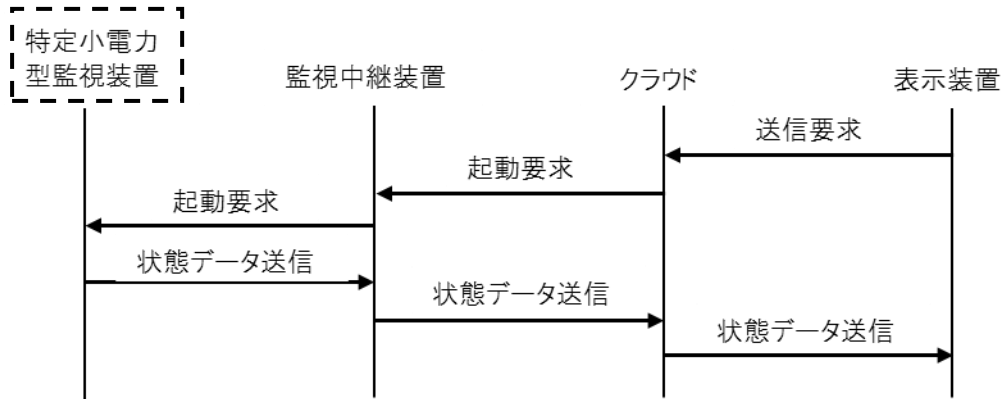 特定小電力
型監視装置
監視中継装置
クラウド
表示装置
送信要求
起動要求
起動要求
状態データ送信
状態データ送信
状態データ送信